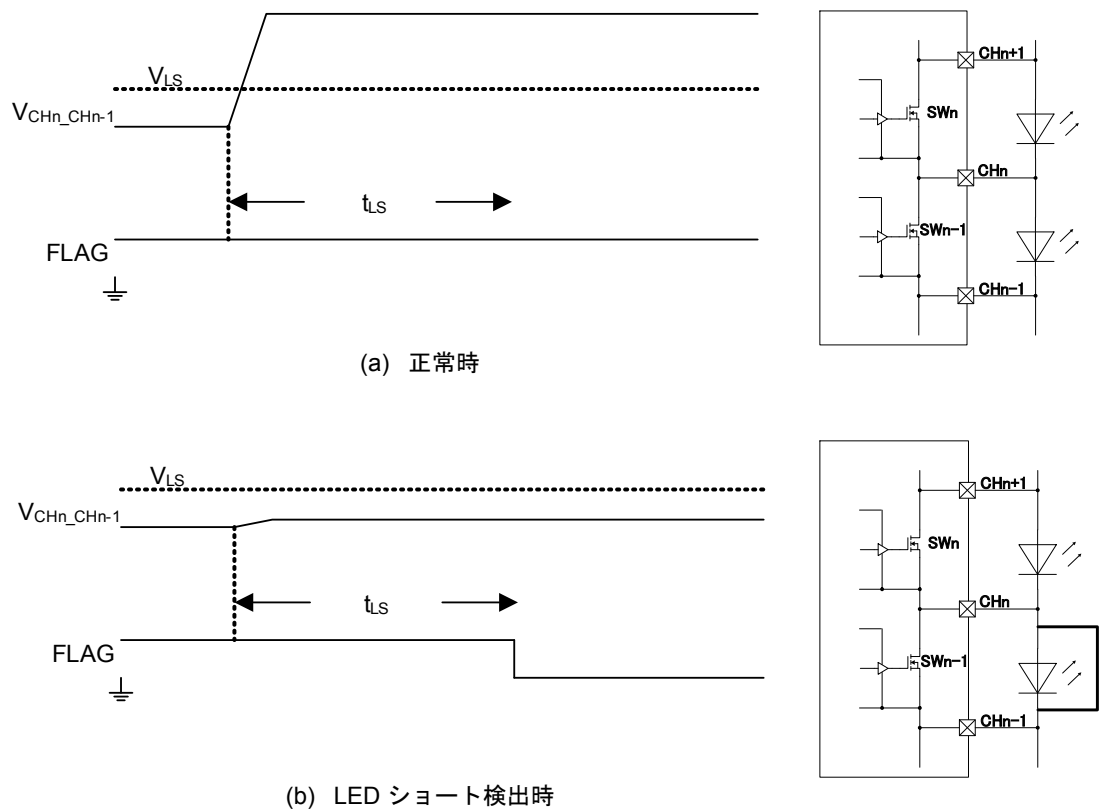 VLS
VCHn_CHn-1
tLS
FLAG
CHn+1
SWn
CHn
SWn-1
CHn-1
(a) 正常時
VLS
VCHn_CHn-1
tLS
FLAG
CHn+1
SWn
CHn
SWn-1
CHn-1
(b) LED ショート検出時